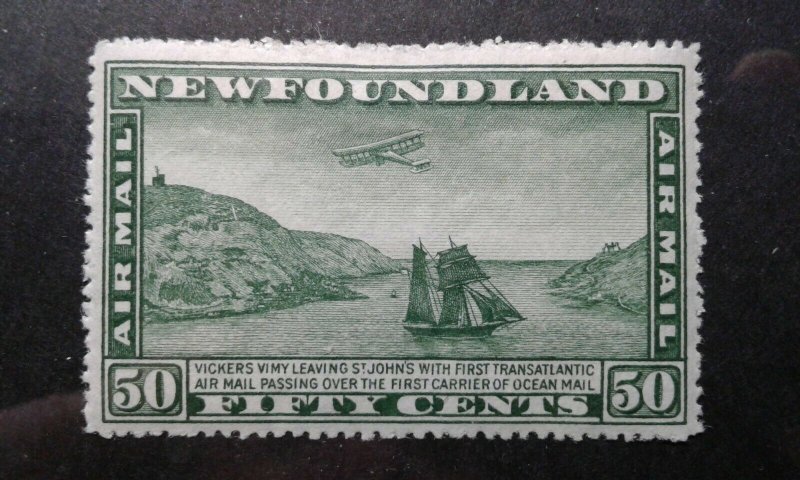 NEWFOUNDLAND
AIR MAIL
AIR MAIL
VICKERS VIMY LEAVING ST JOHN'S WITH FIRST TRANSATLANTIC
AIR MAIL PASSING OVER THE FIRST CARRIER OF OCEAN MAIL
50
FIFTY CENTS
50